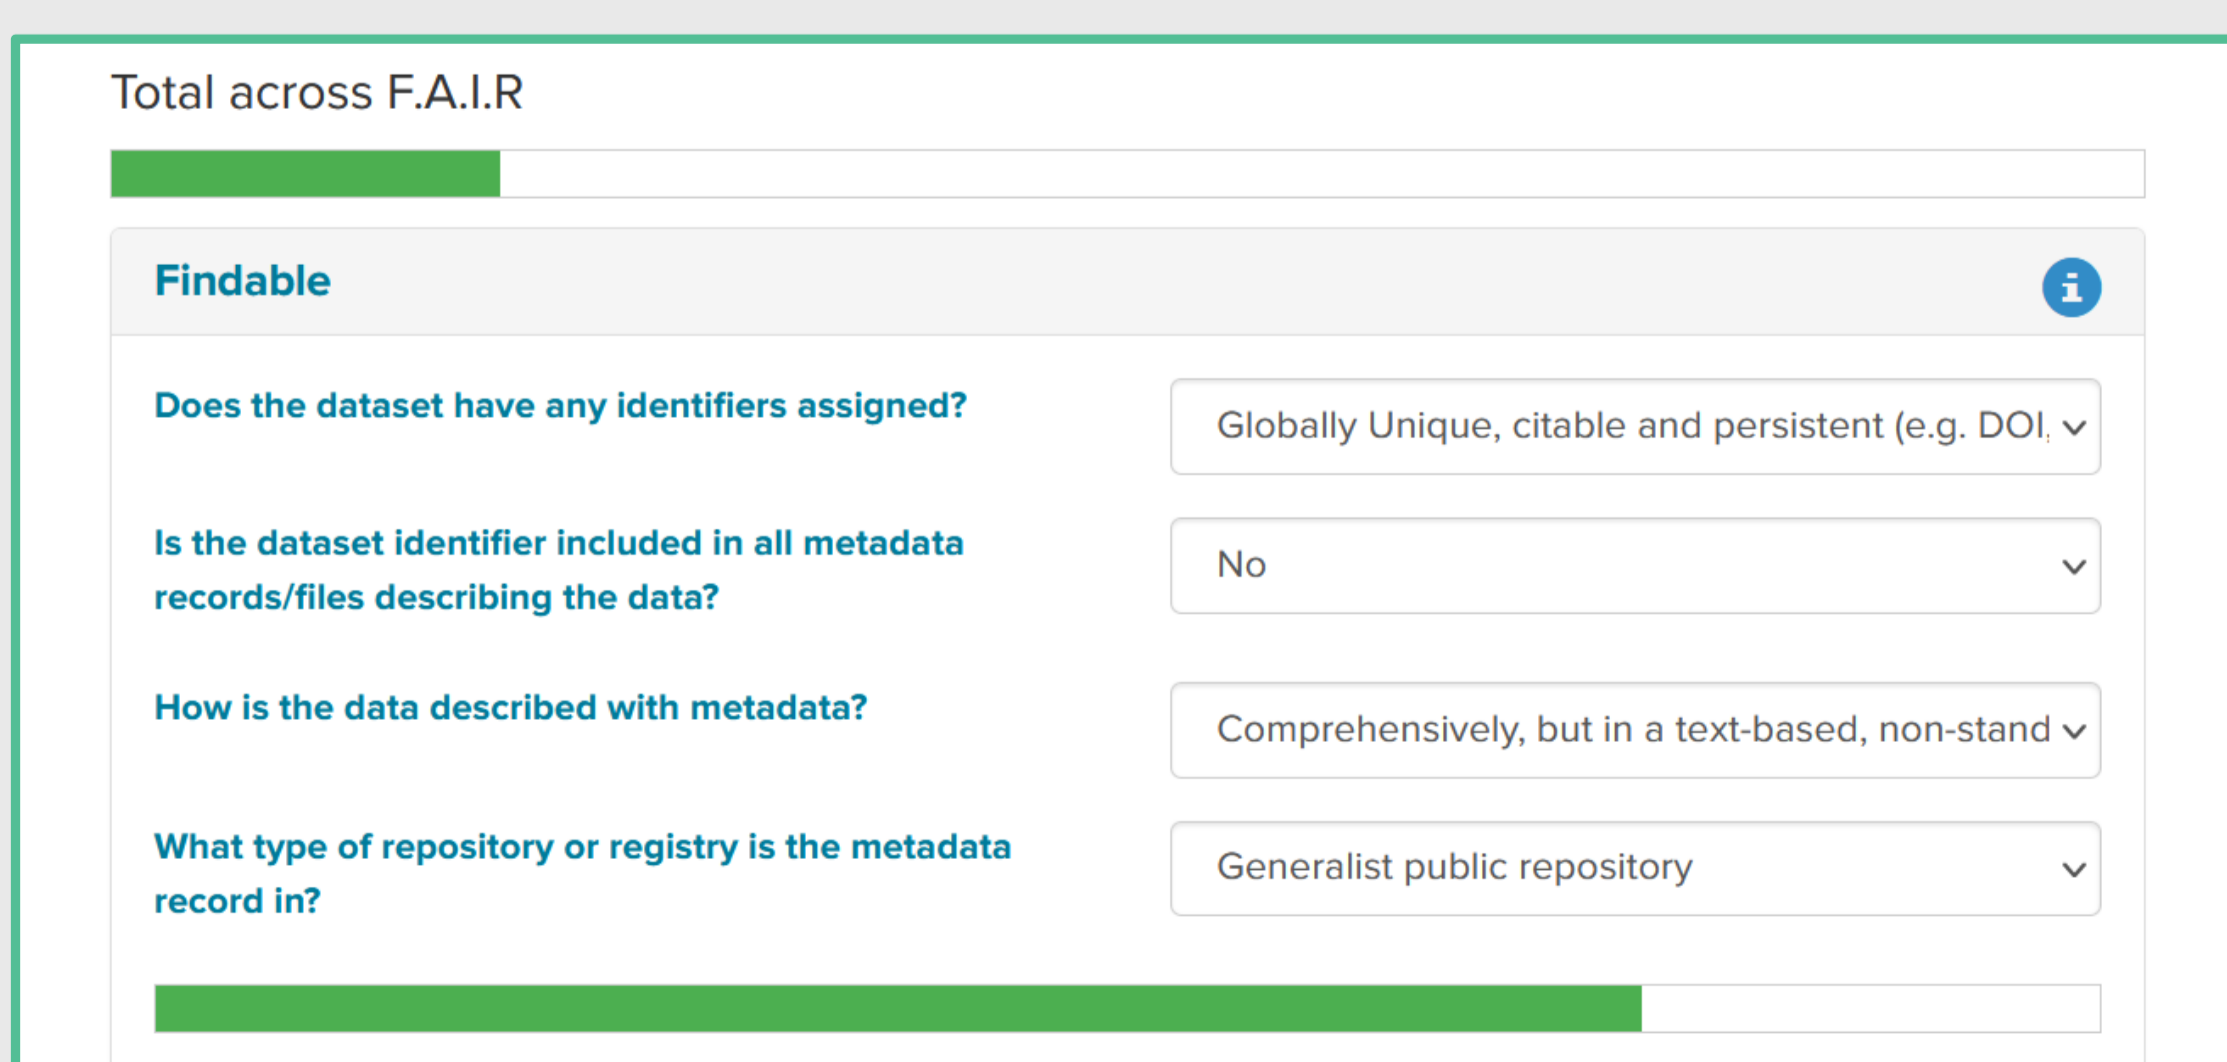 Total across F.A.I.R
Findable
Does the dataset have any identifiers assigned?
Globally Unique, citable and persistent (e.g. DOI,
Is the dataset identifier included in all metadata
records/files describing the data?
No
How is the data described with metadata?
Comprehensively, but in a text-based, non-stand
What type of repository or registry is the metadata
record in?
Generalist public repository